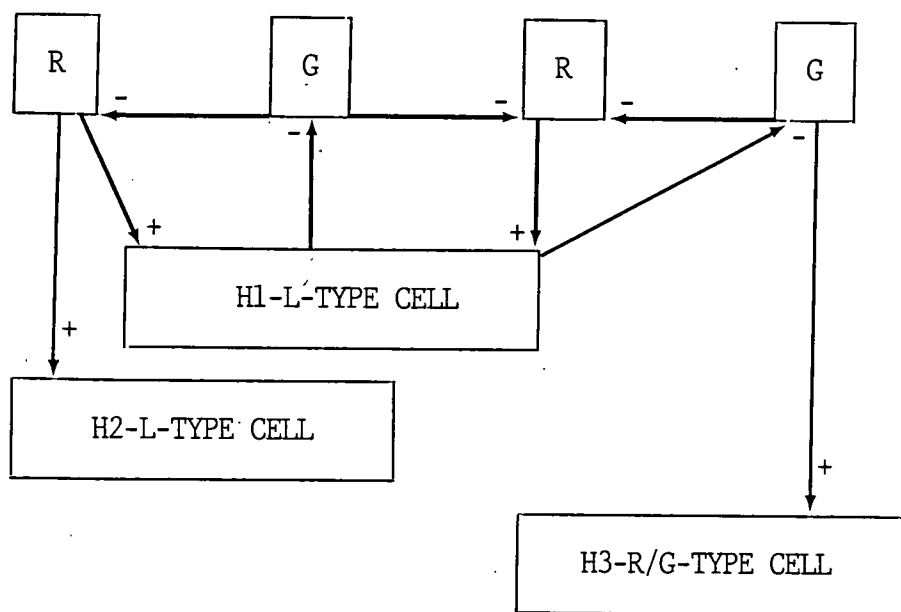 R G R G
- - - -
- -
+ +
H1-L-TYPE CELL
+
H2-L-TYPE CELL
+
H3-R/G-TYPE CELL